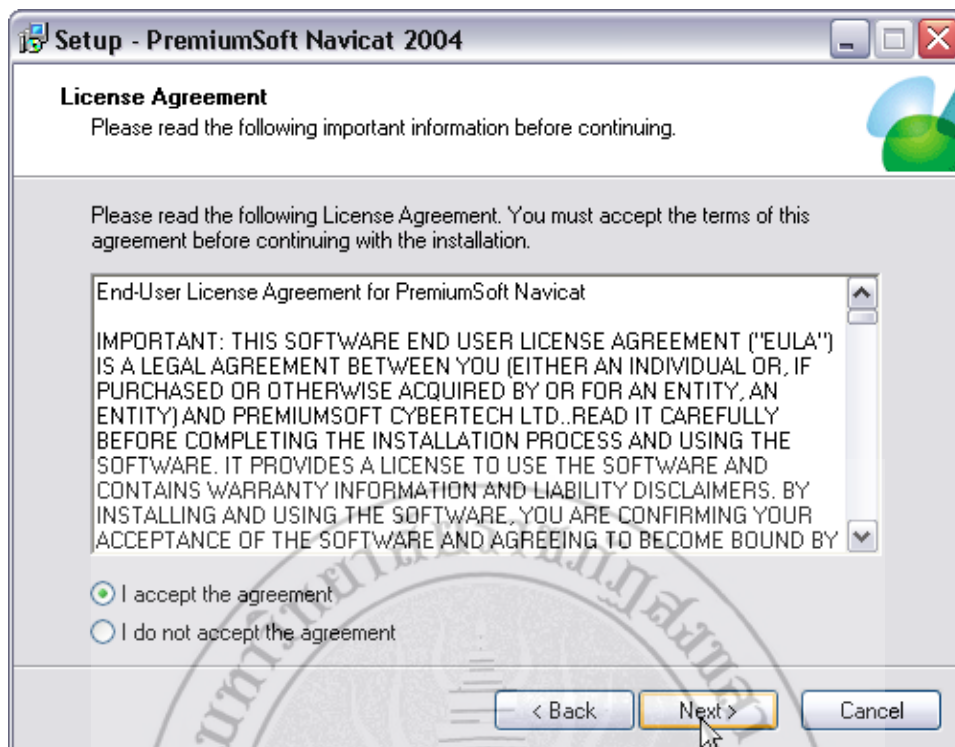 Setup - PremiumSoft Navicat 2004
License Agreement
Please read the following important information before continuing.
Please read the following License Agreement. You must accept the terms of this
agreement before continuing with the installation.
End-User License Agreement for PremiumSoft Navicat
IMPORTANT: THIS SOFTWARE END USER LICENSE AGREEMENT ("EULA")
IS A LEGAL AGREEMENT BETWEEN YOU (EITHER AN INDIVIDUAL OR, IF
PURCHASED OR OTHERWISE ACQUIRED BY OR FOR AN ENTITY, AN
ENTITY) AND PREMIUMSOFT CYBERTECH LTD..READ IT CAREFULLY
BEFORE COMPLETING THE INSTALLATION PROCESS AND USING THE
SOFTWARE. IT PROVIDES A LICENSE TO USE THE SOFTWARE AND
CONTAINS WARRANTY INFORMATION AND LIABILITY DISCLAIMERS. BY
INSTALLING AND USING THE SOFTWARE, YOU ARE CONFIRMING YOUR
ACCEPTANCE OF THE SOFTWARE AND AGREEING TO BECOME BOUND BY
I accept the agreement
I do not accept the agreement
< Back Next > Cancel